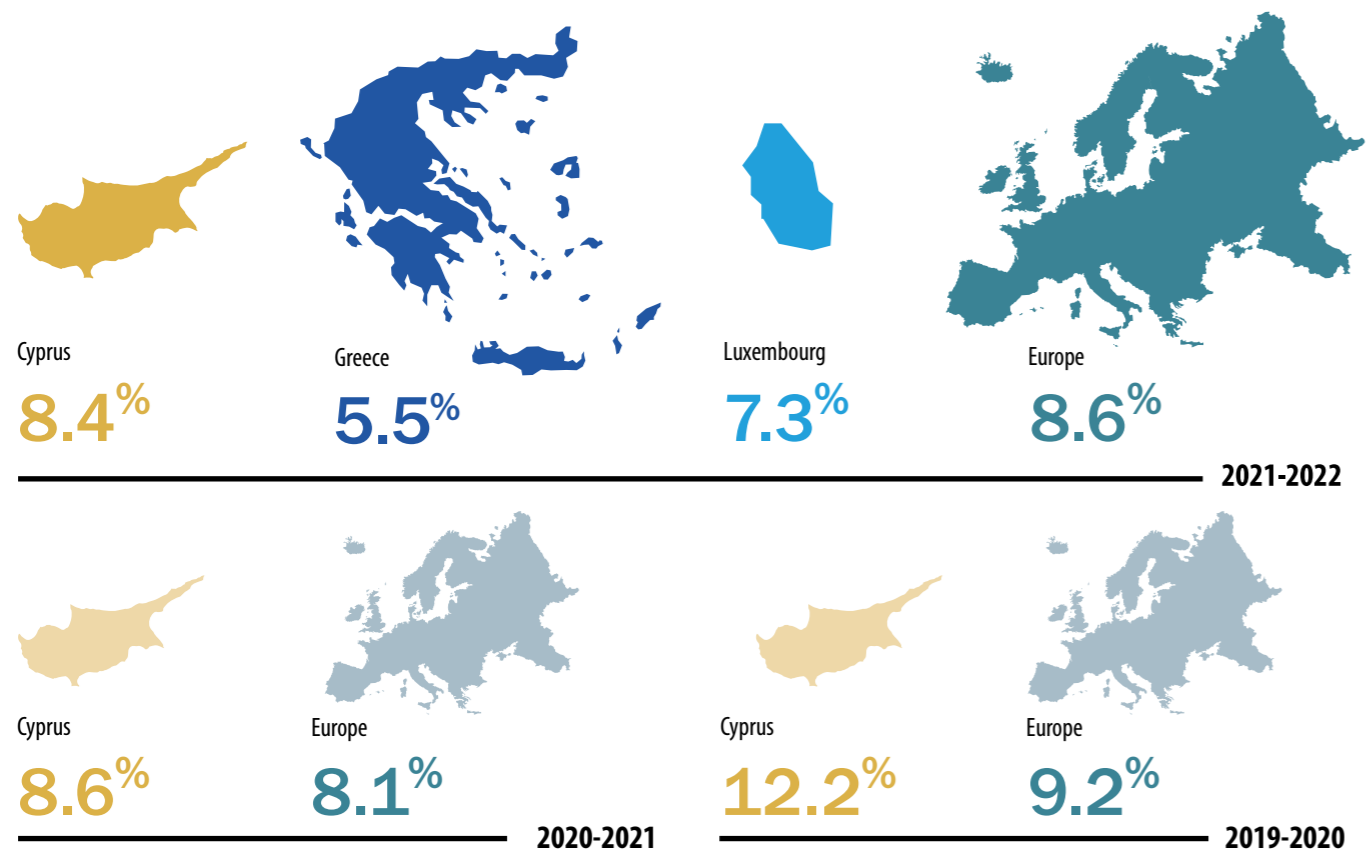 Cyprus
8.4%
Greece
5.5%
Luxembourg
7.3%
Europe
8.6%
2021-2022
Cyprus
8.6%
Europe
8.1%
2020-2021
Cyprus
12.2%
Europe
9.2%
2019-2020